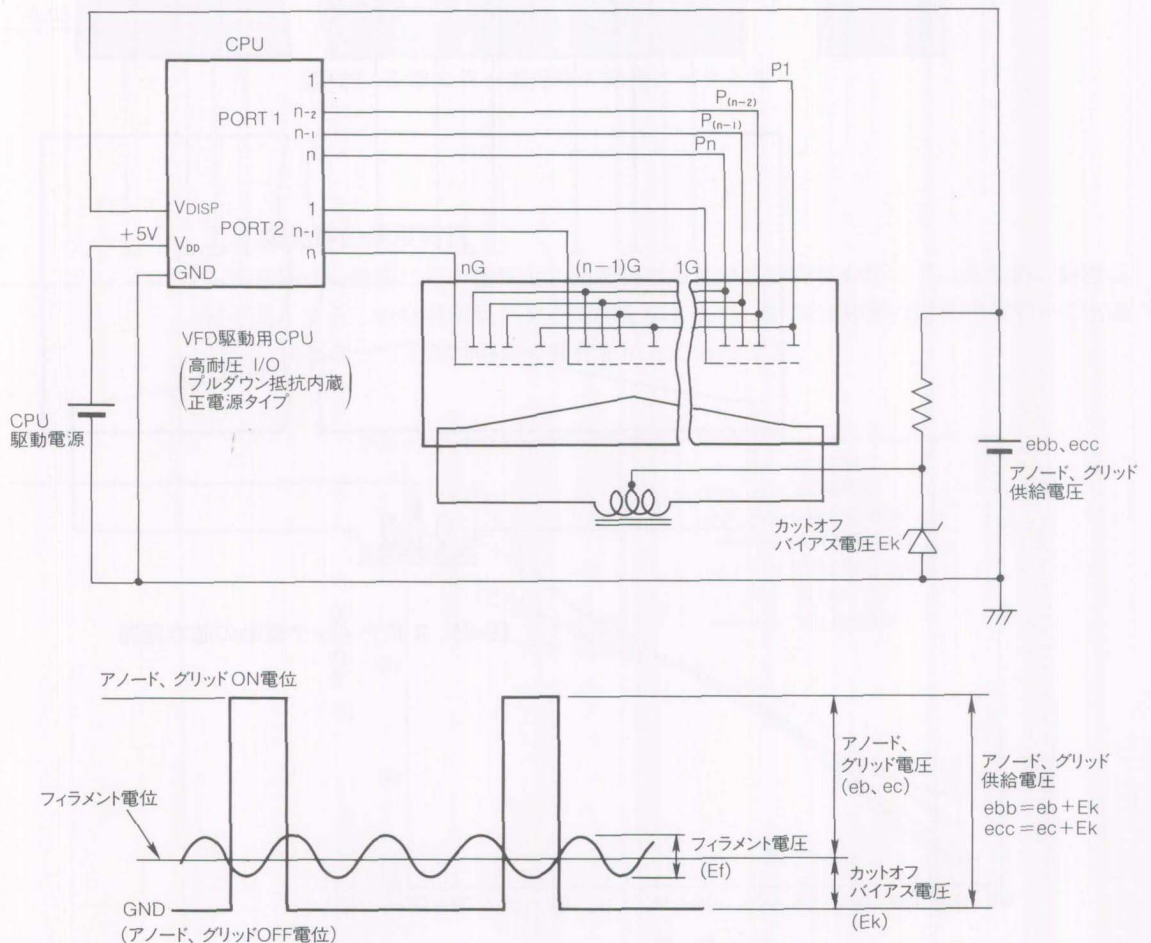 CPU
1
P1
n-2
P(n-2)
PORT 1
n-1
P(n-1)
n
Pn
VDISP
1
PORT 2
n-1
+5V
VDD
n
GND
nG
(n-1)G
1G
VFD駆動用CPU
高耐圧 I/O
プルダウン抵抗内蔵
正電源タイプ
CPU
駆動電源
ebb、ecc
アノード、グリッド
供給電圧
カットオフ
バイアス電圧Ek
アノード、グリッドON電位
アノード、
グリッド電圧
(eb、ec)
アノード、グリッド
供給電圧
ebb=eb+Ek
ecc=ec+Ek
フィラメント電位
フィラメント電圧
(Ef)
カットオフ
バイアス電圧
(Ek)
GND
(アノード、グリッドOFF電位)